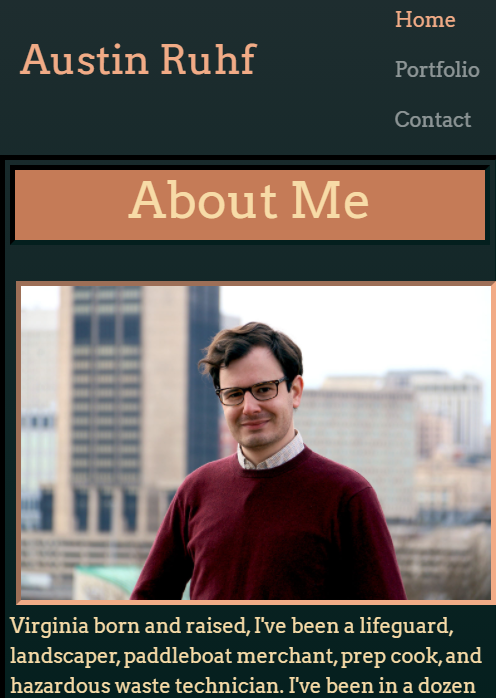 Austin Ruhf
Home
Portfolio
Contact
About Me
Virginia born and raised, I've been a lifeguard,
landscaper, paddleboat merchant, prep cook, and
hazardous waste technician. I've been in a dozen